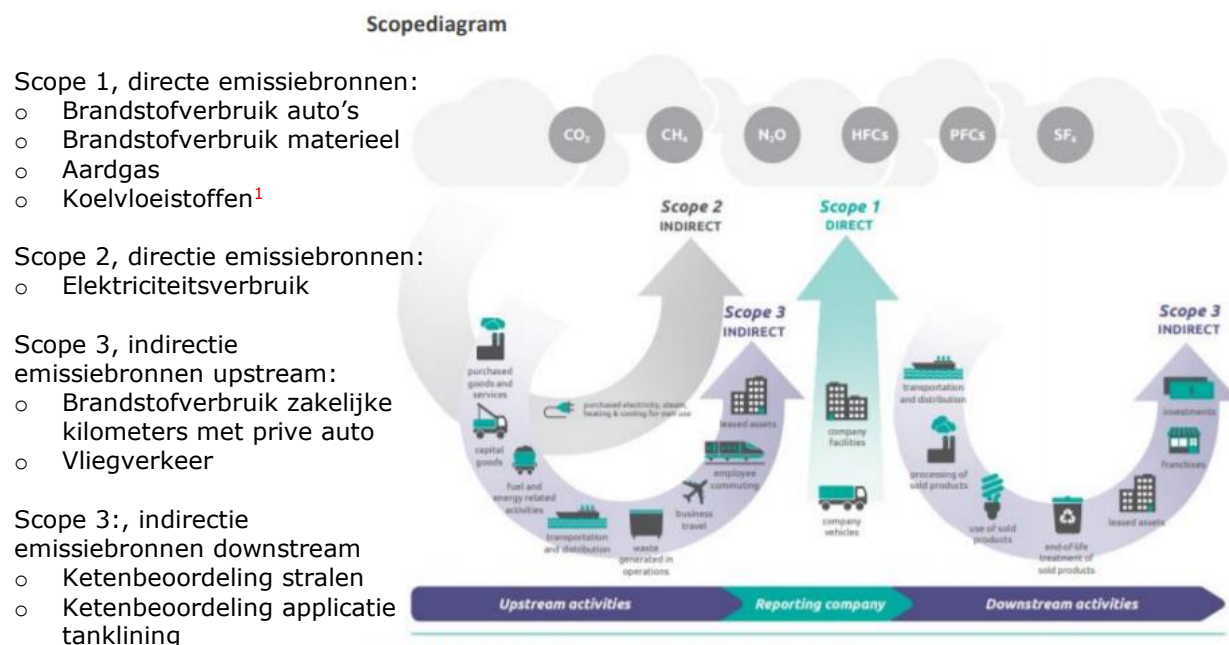 Scopediagram
Scope 1, directe emissiebronnen:
o Brandstofverbruik auto's
o Brandstofverbruik materieel
o Aardgas
o Koelvloeistoffen1
Scope 2, directie emissiebronnen:
o Elektriciteitsverbruik
Scope 3, indirectie
emissiebronnen upstream:
o Brandstofverbruik zakelijke
kilometers met prive auto
o Vliegverkeer
Scope 3:, indirectie
emissiebronnen downstream
o Ketenbeoordeling stralen
o Ketenbeoordeling applicatie
tanklining
CO₂
CH₄
N₂O
HFCs
PFCs
SF₆
Scope 2
INDIRECT
Scope 1
DIRECT
Scope 3
INDIRECT
Scope 3
INDIRECT
purchased
goods and
services
capital
goods
fuel and
energy related
activities
transportation
and distribution
waste
generated in
operations
business
travel
employee
commuting
leased assets
purchased electricity, steam,
heating & cooling for own use
company
facilities
company
vehicles
transportation
and distribution
processing of
sold products
use of sold
products
end-of-life
treatment of
sold products
leased assets
franchises
investments
Upstream activities
Reporting company
Downstream activities